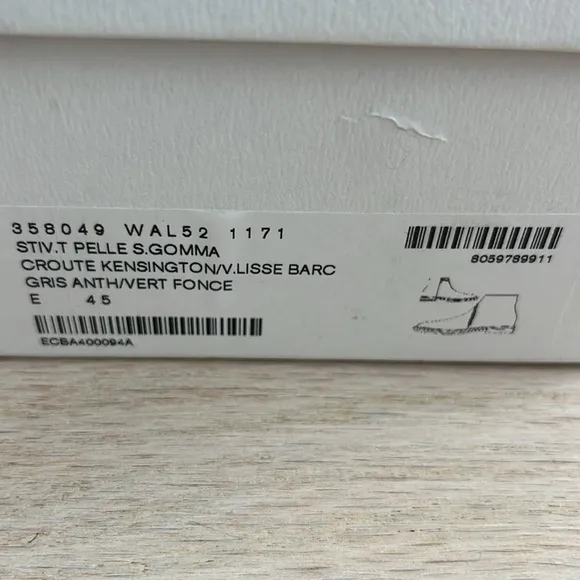 358049 WAL52 1171
STIV.T PELLE S.GOMMA
CROUTE KENSINGTON/V.LISSE BARC
GRIS ANTH/VERT FONCE
E 45
ECBA400094A
8059789911